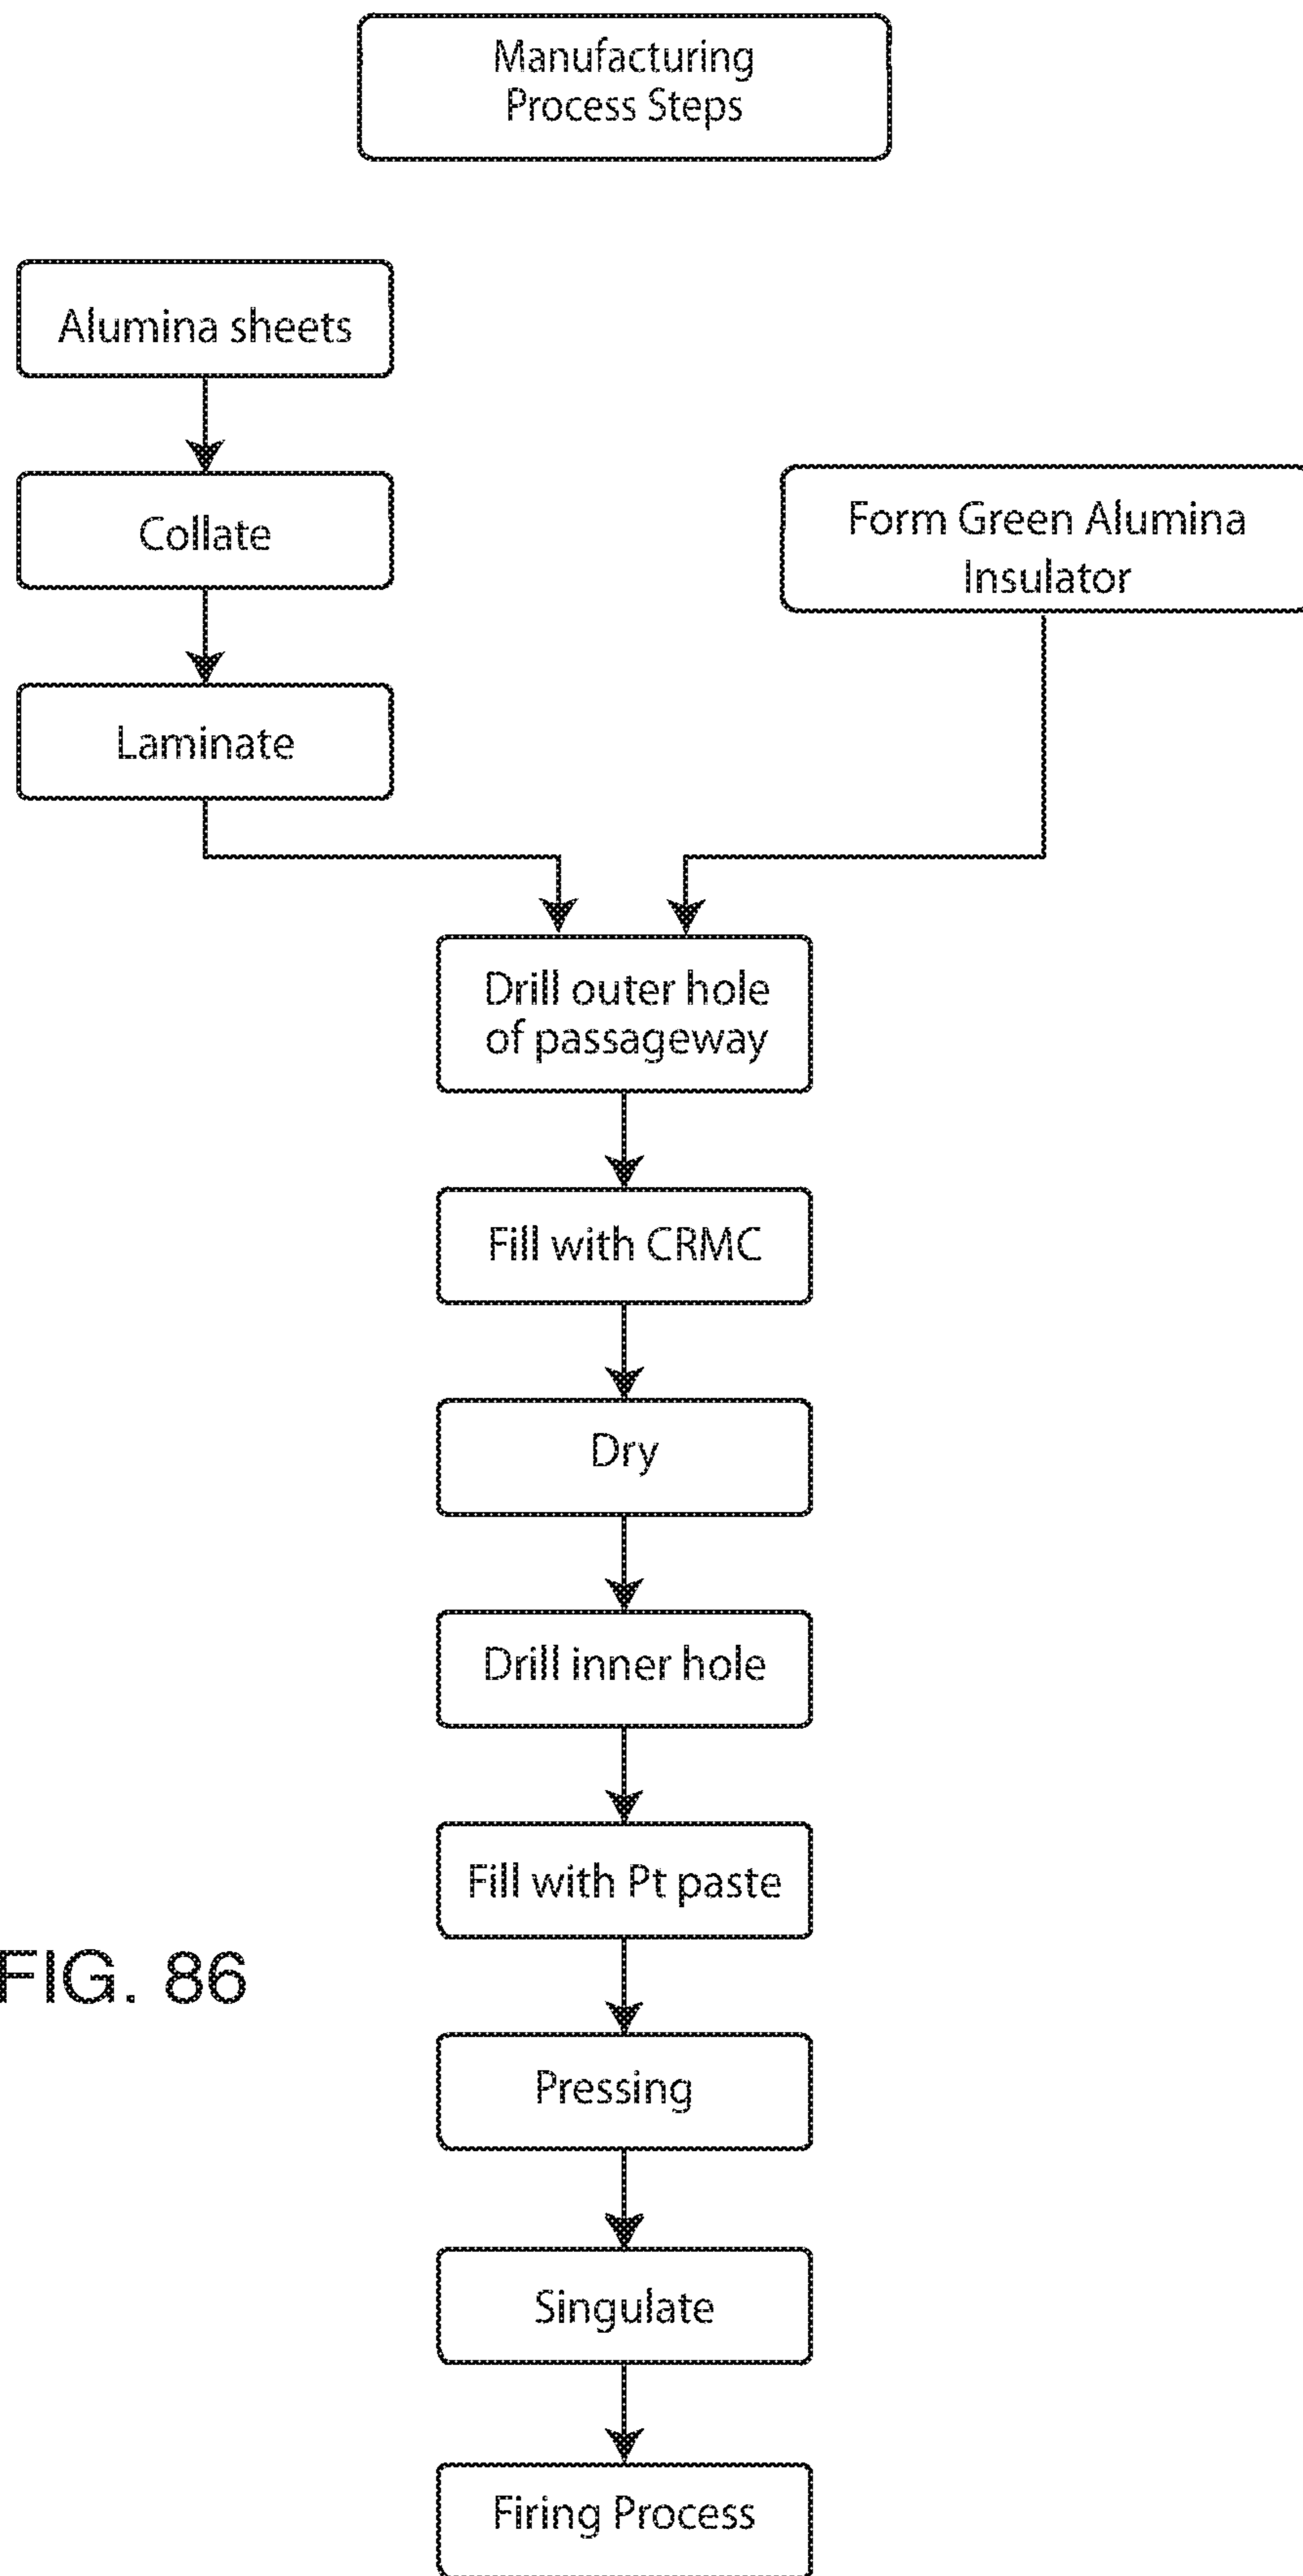 Manufacturing
Process Steps
Alumina sheets
Collate
Form Green Alumina
Insulator
Laminate
Drill outer hole
of passageway
Fill with CRMC
Dry
Drill inner hole
Fill with Pt paste
FIG. 86
Pressing
Singulate
Firing Process